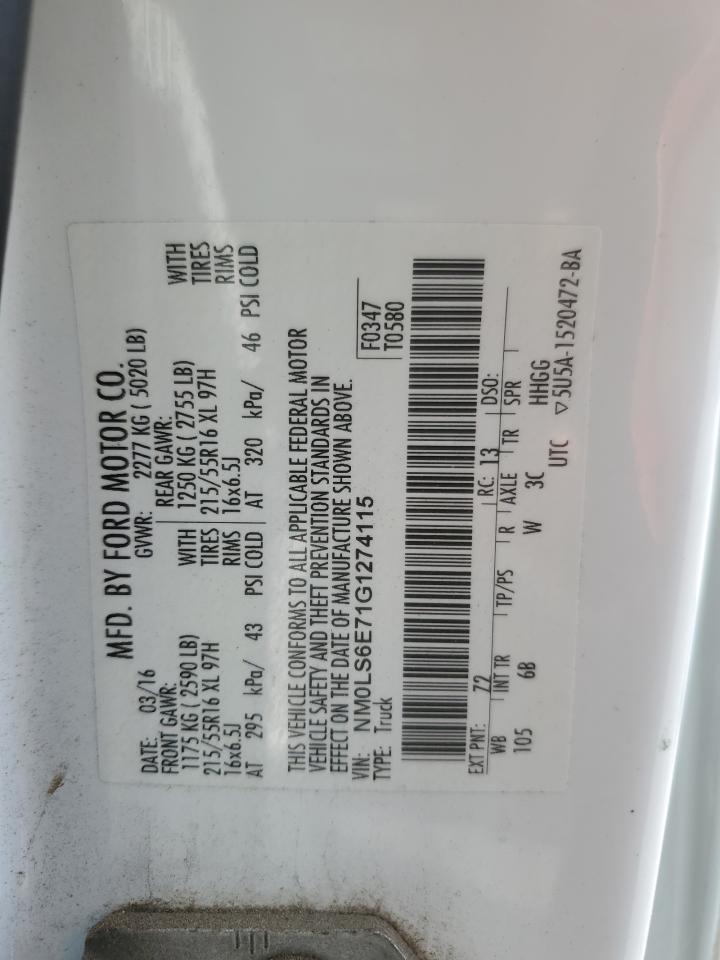 MFD. BY FORD MOTOR CO.
DATE: 03/16 GVWR: 2277 KG ( 5020 LB)
FRONT GAWR: REAR GAWR:
1175 KG ( 2590 LB) WITH 1250 KG ( 2755 LB) WITH
215/55R16 XL 97H TIRES 215/55R16 XL 97H TIRES
16x6.5J RIMS 16x6.5J RIMS
AT 295 kPa/ 43 PSI COLD AT 320 kPa/ 46 PSI COLD
THIS VEHICLE CONFORMS TO ALL APPLICABLE FEDERAL MOTOR
VEHICLE SAFETY AND THEFT PREVENTION STANDARDS IN
EFFECT ON THE DATE OF MANUFACTURE SHOWN ABOVE.
VIN: NM0LS6E71G1274115 F0347
TYPE: Truck T0580
EXT PNT: 72 RC: 13 DSO:
WB INT TR TP/PS R AXLE TR SPR
105 6B W 3C HHGG
UTC ▽5U5A-1520472-BA